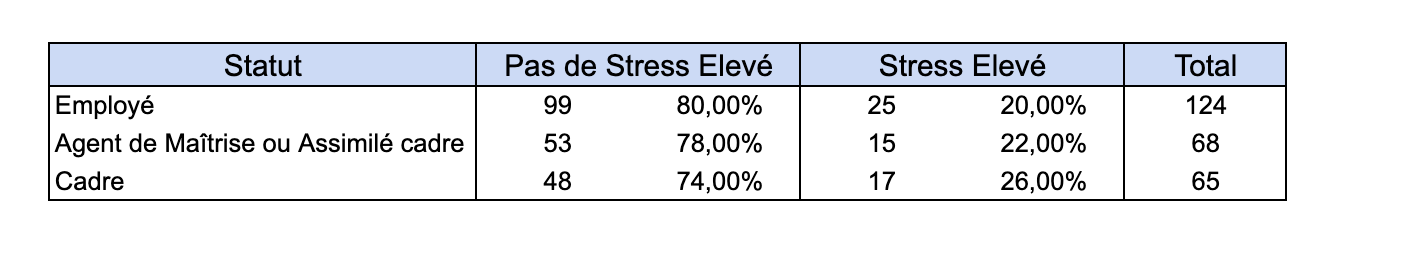 Statut Pas de Stress Elevé Stress Elevé Total
Employé 99 80,00% 25 20,00% 124
Agent de Maîtrise ou Assimilé cadre 53 78,00% 15 22,00% 68
Cadre 48 74,00% 17 26,00% 65